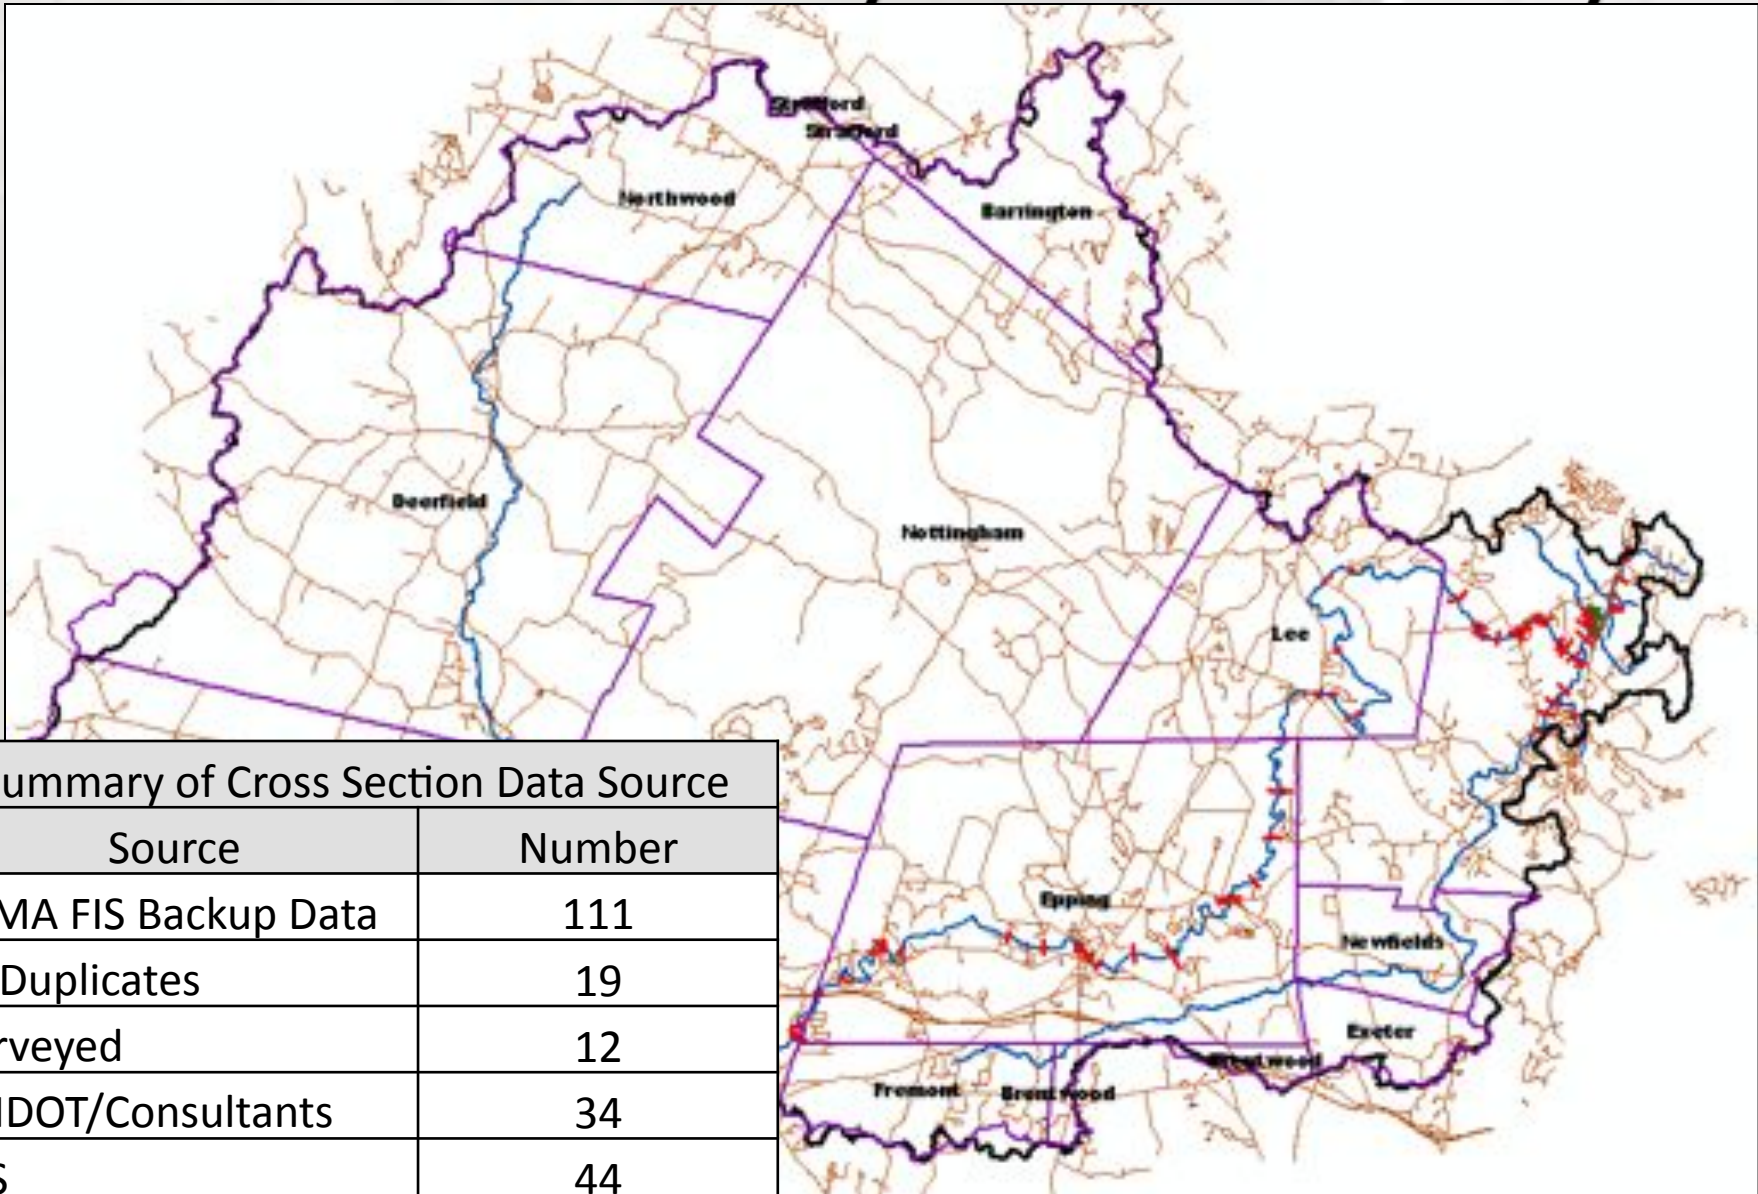 Strafford
Strafford
Northwood
Barrington
Deerfield
Nottingham
Lee
Epping
Newfields
Exeter
Brentwood
Fremont
Brentwood
ummary of Cross Section Data Source
Source Number
MA FIS Backup Data 111
Duplicates 19
rveyed 12
IDOT/Consultants 34
S 44